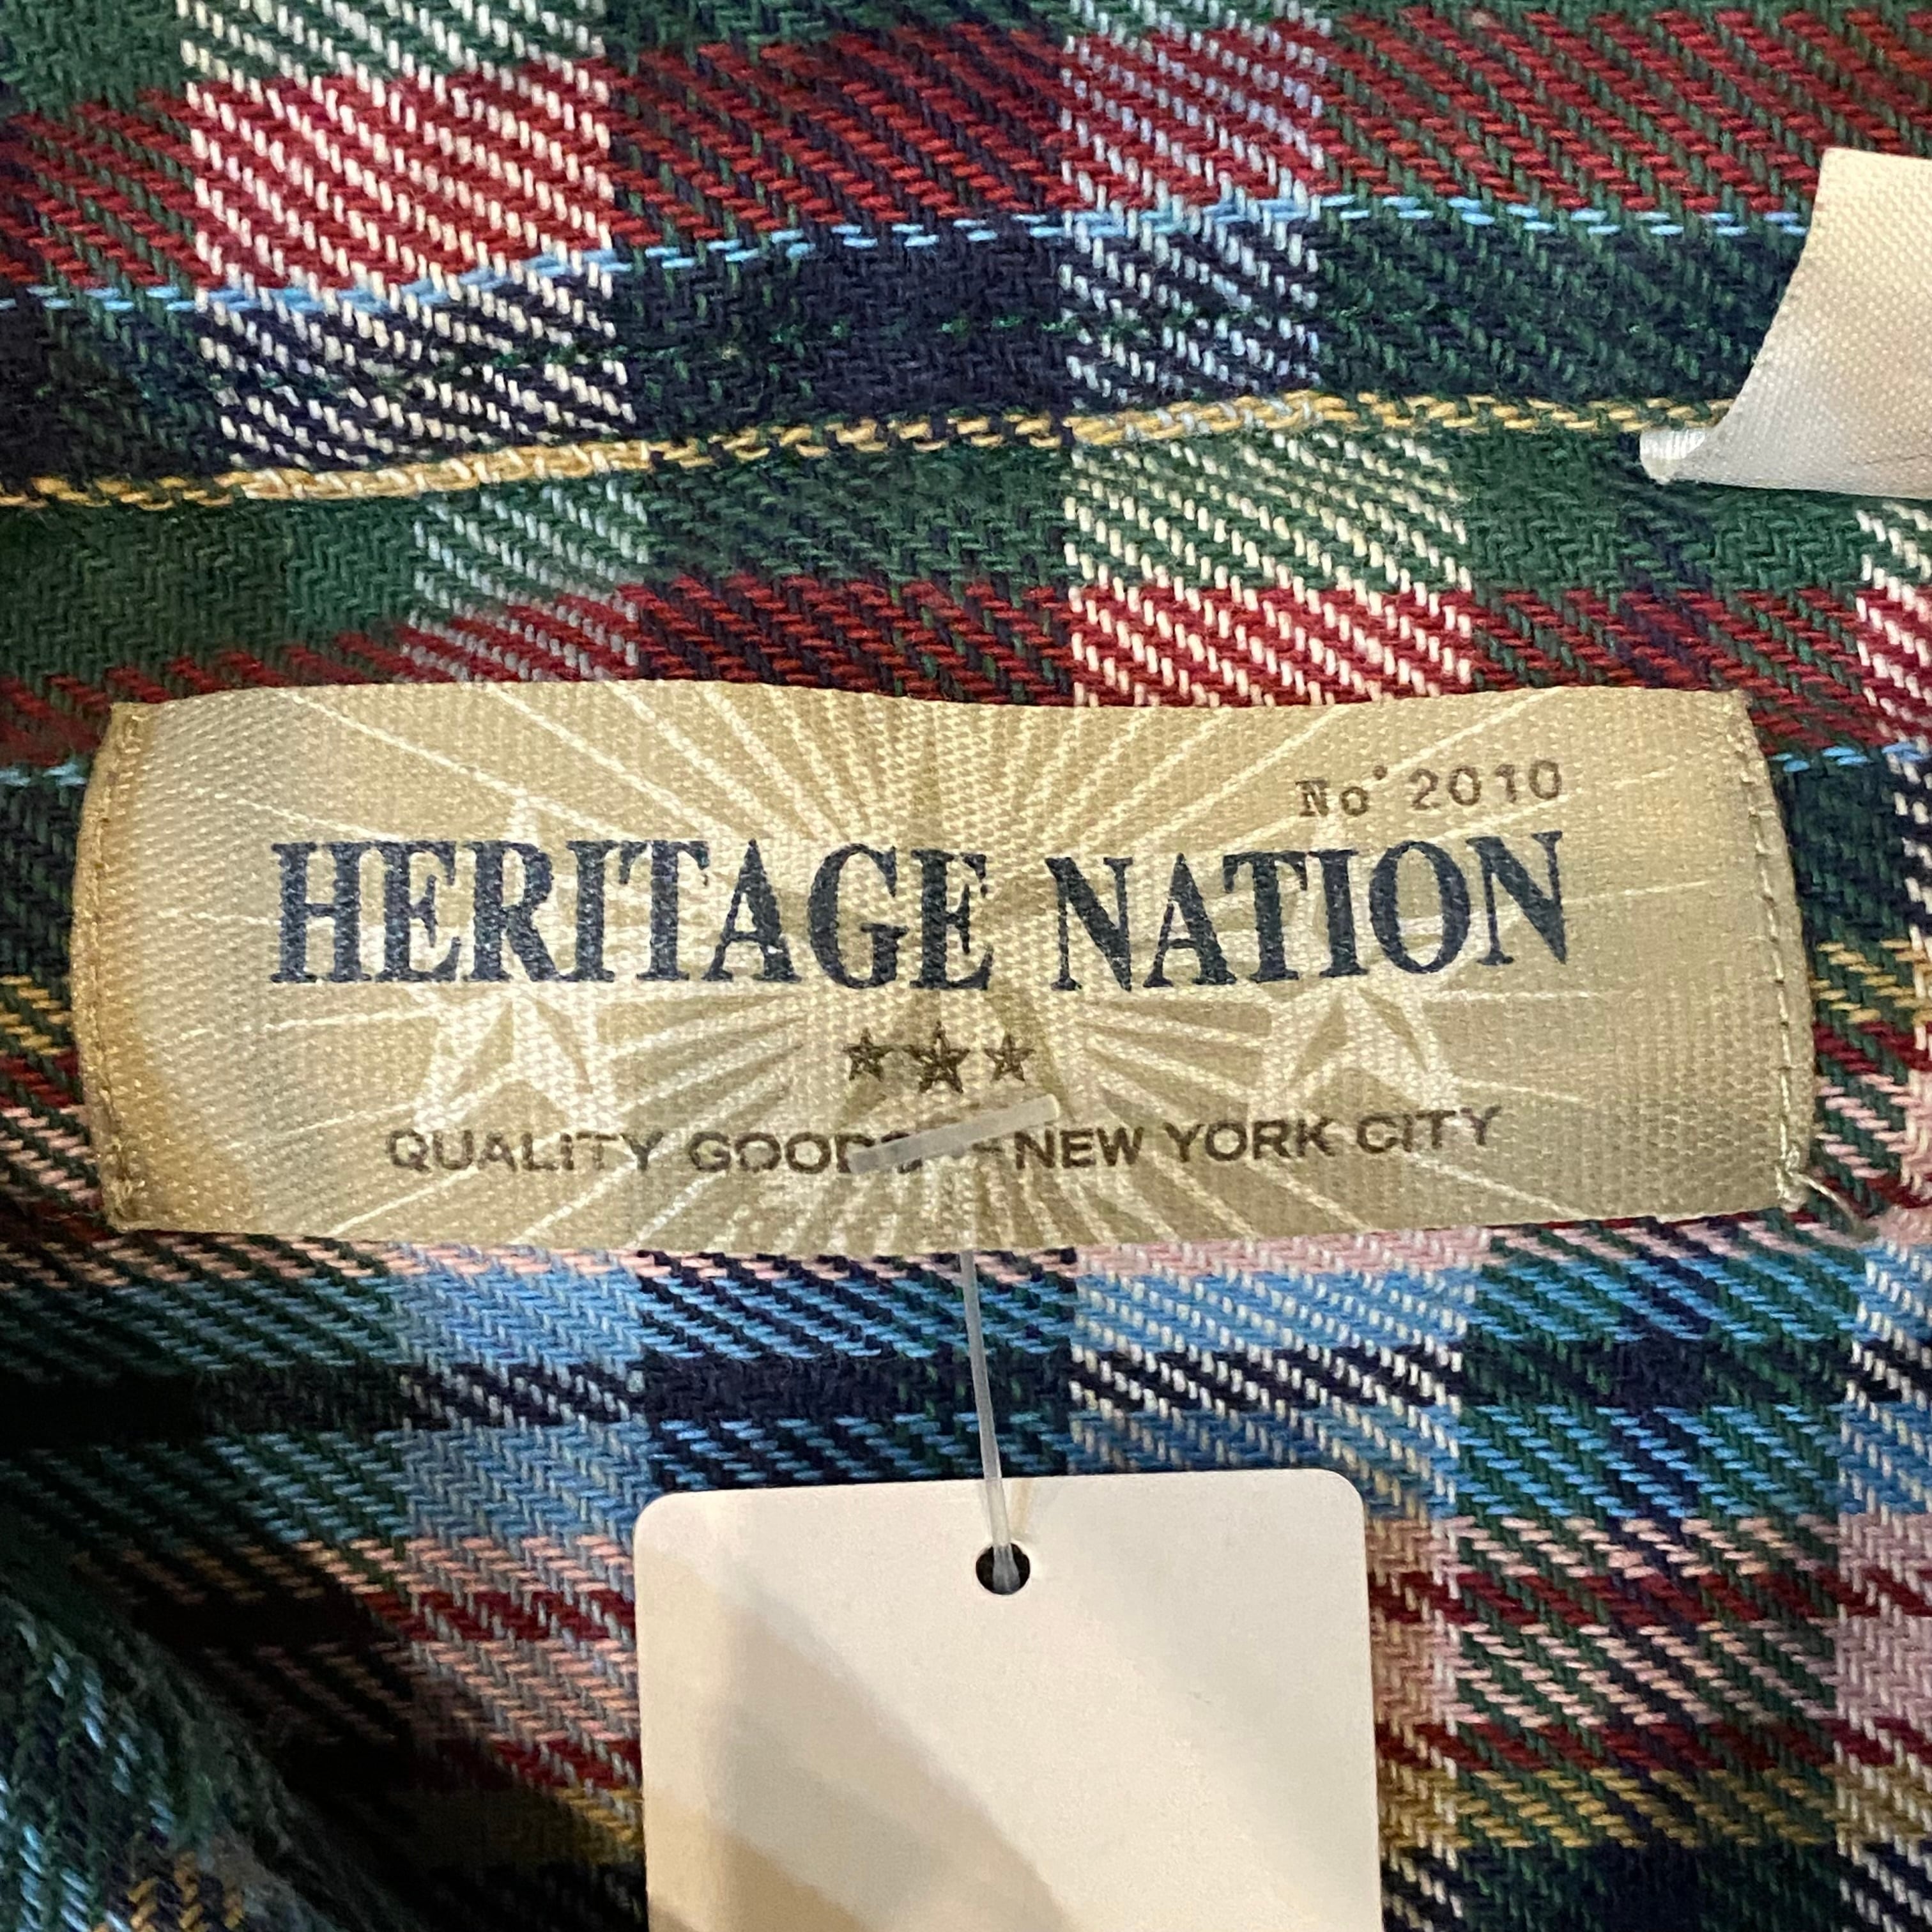 No° 2010
HERITAGE NATION
QUALITY GOODS - NEW YORK CITY